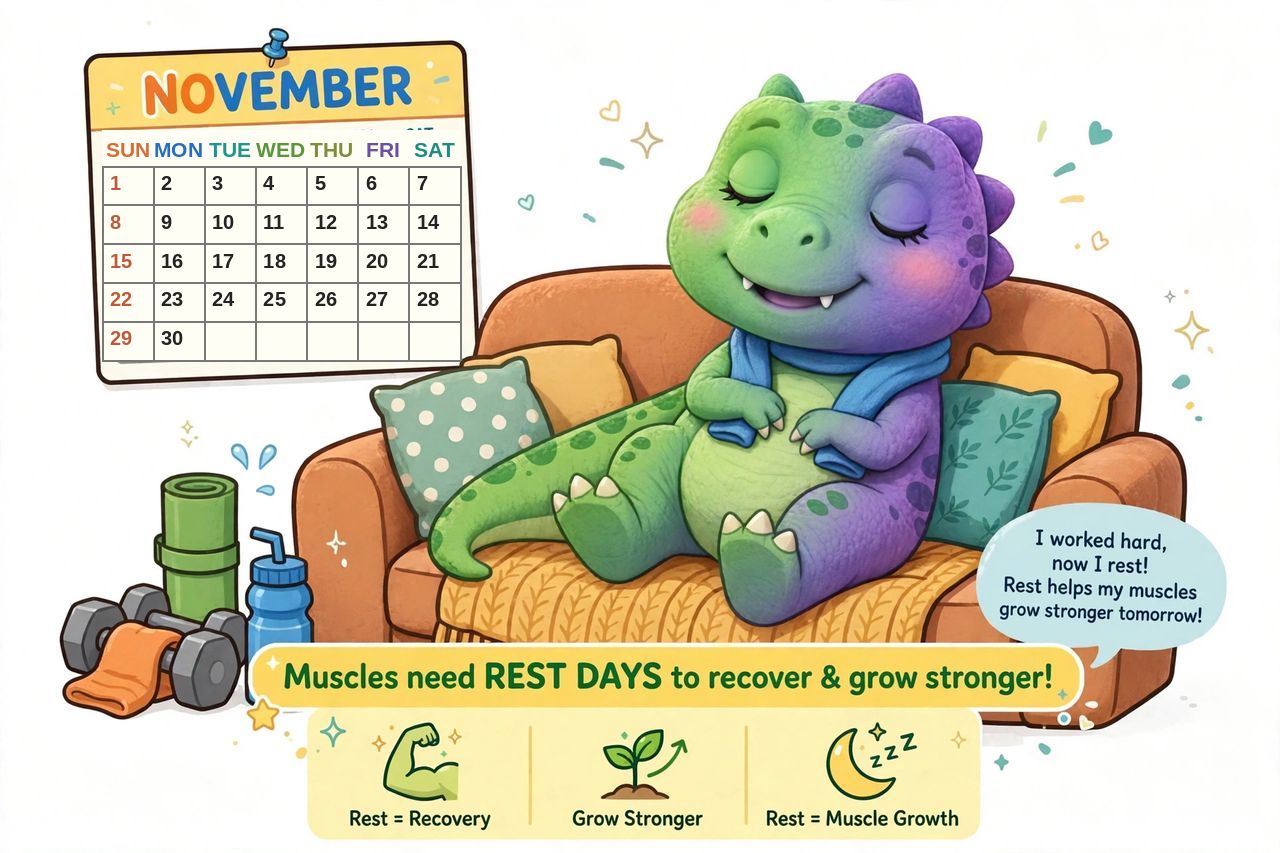 NOVEMBER
SAT
SUN MON TUE WED THU FRI SAT
1 2 3 4 5 6 7
8 9 10 11 12 13 14
15 16 17 18 19 20 21
22 23 24 25 26 27 28
29 30
I worked hard,
now I rest!
Rest helps my muscles
grow stronger tomorrow!
Muscles need REST DAYS to recover & grow stronger!
zzz
Rest = Recovery
Grow Stronger
Rest = Muscle Growth